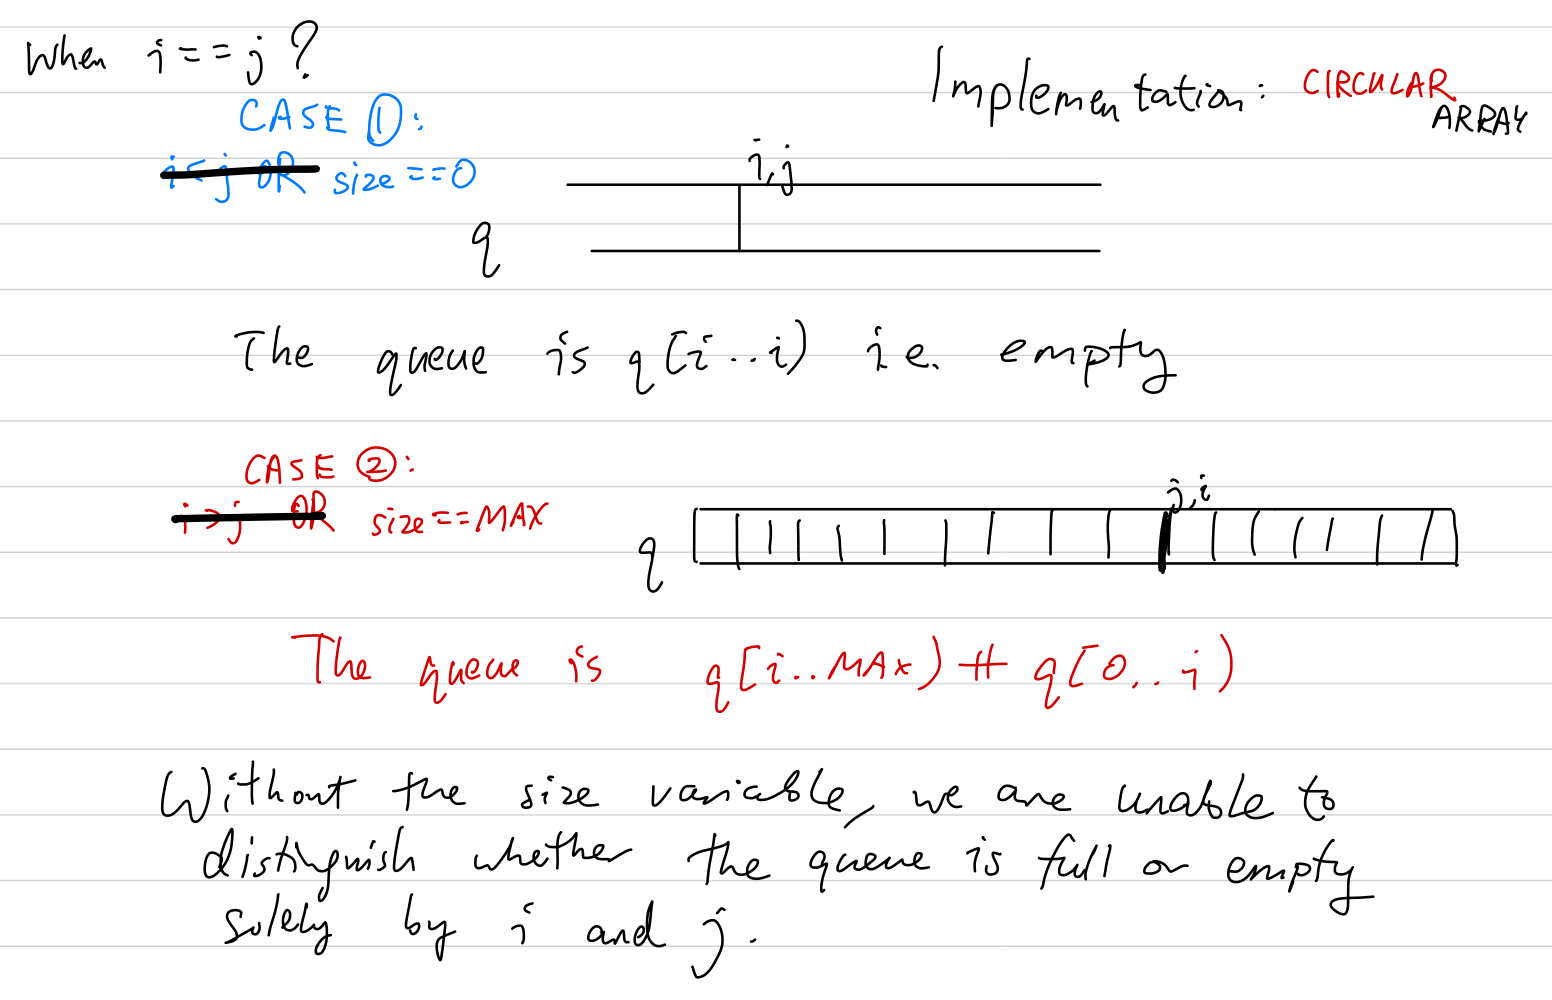 When i==j?
Implementation: CIRCULAR
ARRAY
CASE ①:
i<j OR size==0
i,j
q
The queue is q[i..i) i.e. empty
CASE ②:
i>j OR size==MAX
j,i
q
The queue is q[i..MAX) ++ q[0..i)
Without the size variable, we are unable to
distinguish whether the queue is full or empty
solely by i and j.